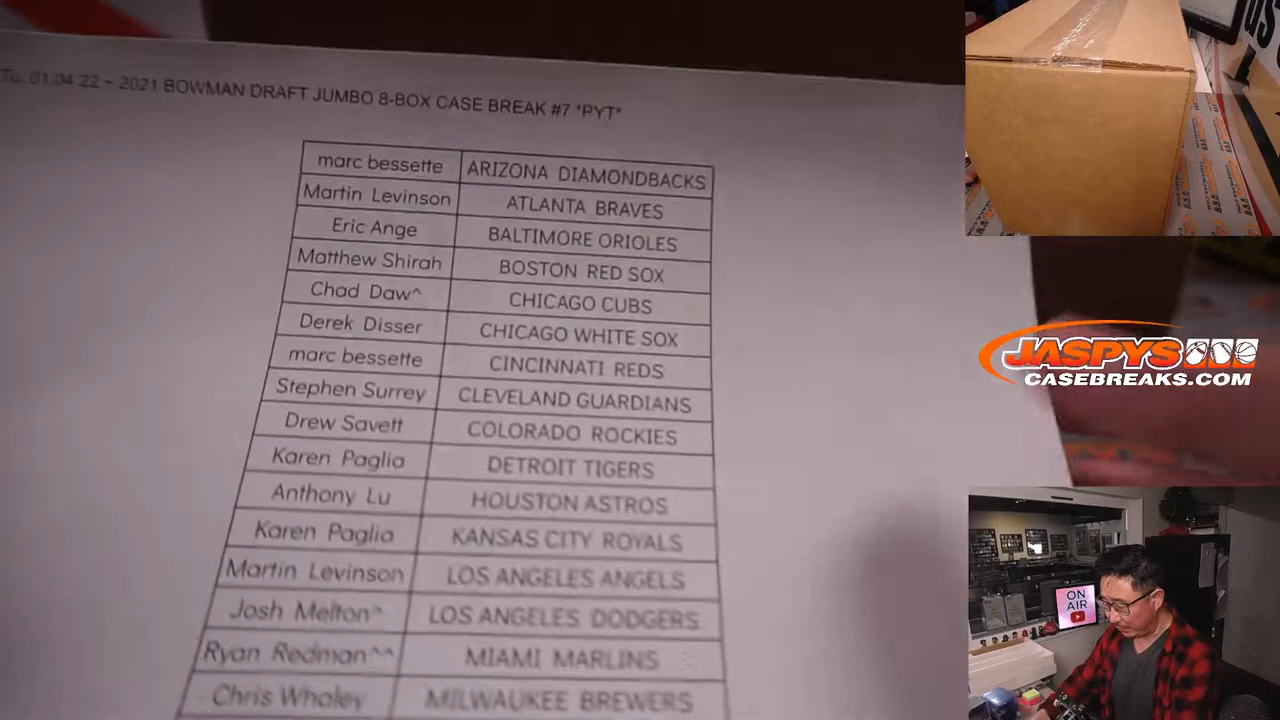 Tu. 01.04.22 – 2021 BOWMAN DRAFT JUMBO 8-BOX CASE BREAK #7 *PYT*
marc bessette ARIZONA DIAMONDBACKS
Martin Levinson ATLANTA BRAVES
Eric Ange BALTIMORE ORIOLES
Matthew Shirah BOSTON RED SOX
Chad Daw^ CHICAGO CUBS
Derek Disser CHICAGO WHITE SOX
marc bessette CINCINNATI REDS
Stephen Surrey CLEVELAND GUARDIANS
Drew Savett COLORADO ROCKIES
Karen Paglia DETROIT TIGERS
Anthony Lu HOUSTON ASTROS
Karen Paglia KANSAS CITY ROYALS
Martin Levinson LOS ANGELES ANGELS
Josh Melton^ LOS ANGELES DODGERS
Ryan Redman^^ MIAMI MARLINS
Chris Whaley MILWAUKEE BREWERS
JASPYS
CASEBREAKS.COM
ON
AIR